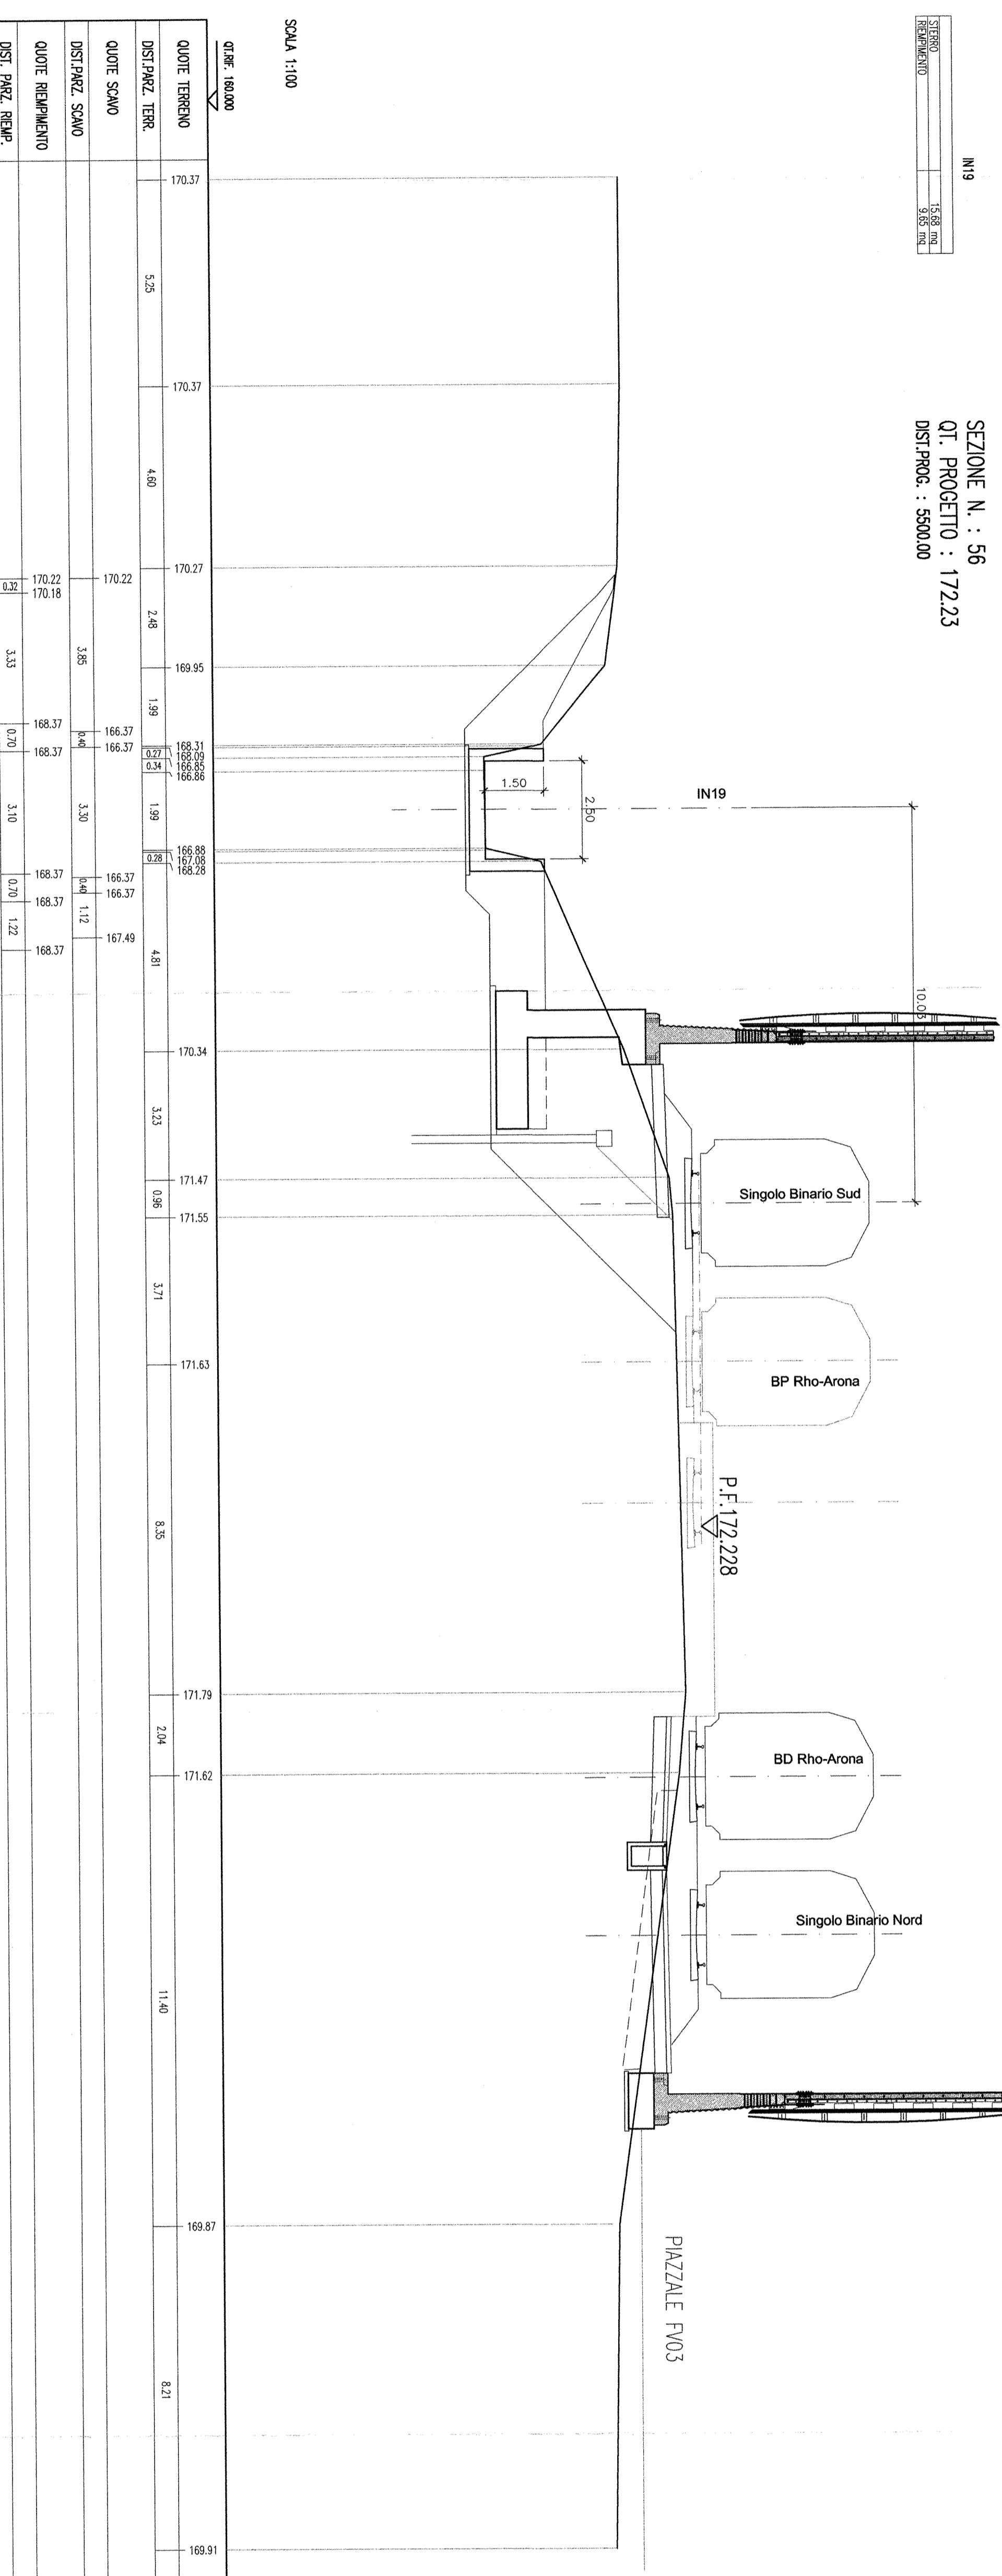 SEZIONE N. : 56
QT. PROGETTO : 172.23
DIST.PROG. : 5500.00
IN19
STERRO 15.68 mq
RIEMPIMENTO 9.65 mq
10.03
IN19
2.50
1.50
Singolo Binario Sud
BP Rho-Arona
P.F.172.228
BD Rho-Arona
Singolo Binario Nord
PIAZZALE FV03
SCALA 1:100
QT.RIF. 160.000
QUOTE TERRENO 170.37 170.37 170.27 169.95 168.31 168.09 166.85 166.86 166.88 167.08 168.28 170.34 171.47 171.55 171.63 171.79 171.62 169.87 169.91
DIST.PARZ. TERR. 5.25 4.60 2.48 1.99 0.27 0.34 1.99 0.28 4.81 3.23 0.96 3.71 8.35 2.04 11.40 8.21
QUOTE SCAVO 170.22 166.37 166.37 166.37 166.37 167.49
DIST.PARZ. SCAVO 3.85 0.40 3.30 0.40 1.12
QUOTE RIEMPIMENTO 170.22 170.18 168.37 168.37 168.37 168.37 168.37
DIST. PARZ. RIEMP. 0.32 3.33 0.70 3.10 0.70 1.22